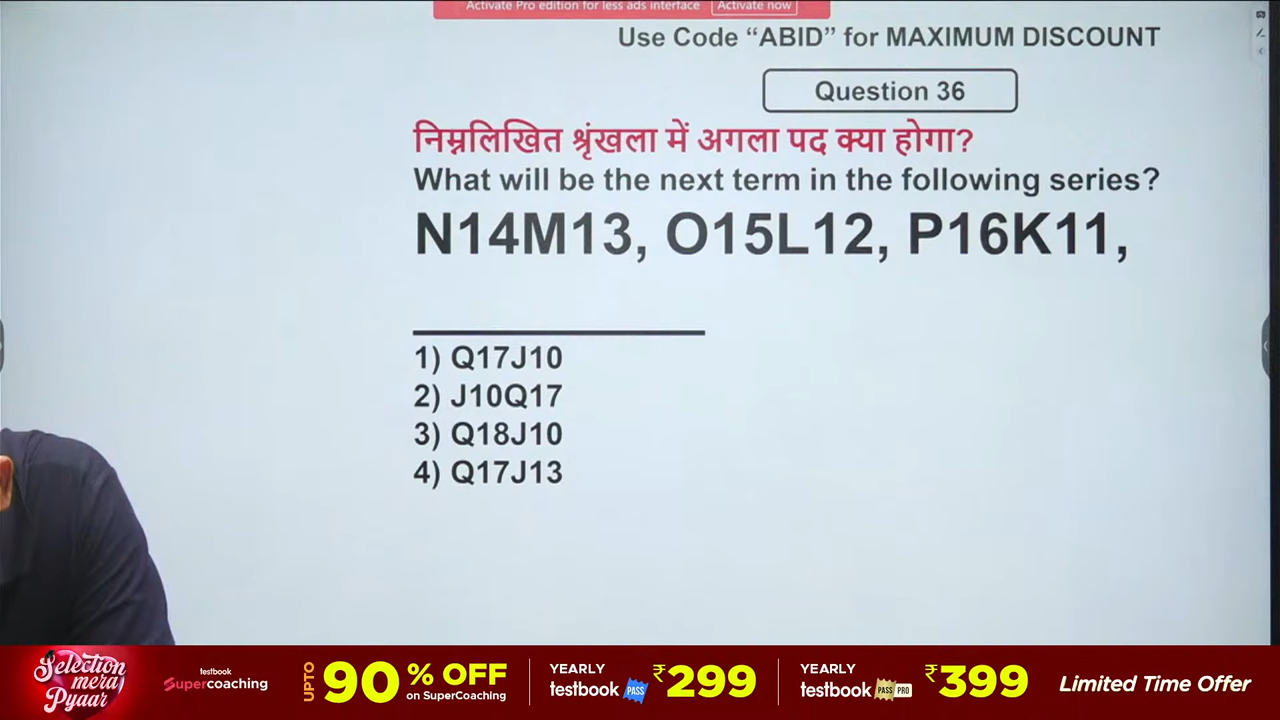 Activate Pro edition for less ads interface Activate now
Use Code “ABID” for MAXIMUM DISCOUNT
Question 36
निम्नलिखित श्रृंखला में अगला पद क्या होगा?
What will be the next term in the following series?
N14M13, O15L12, P16K11,
1) Q17J10
2) J10Q17
3) Q18J10
4) Q17J13
Selection mera Pyaar
testbook Supercoaching
UPTO 90% OFF on SuperCoaching
YEARLY testbook PASS ₹299
YEARLY testbook PASS PRO ₹399
Limited Time Offer